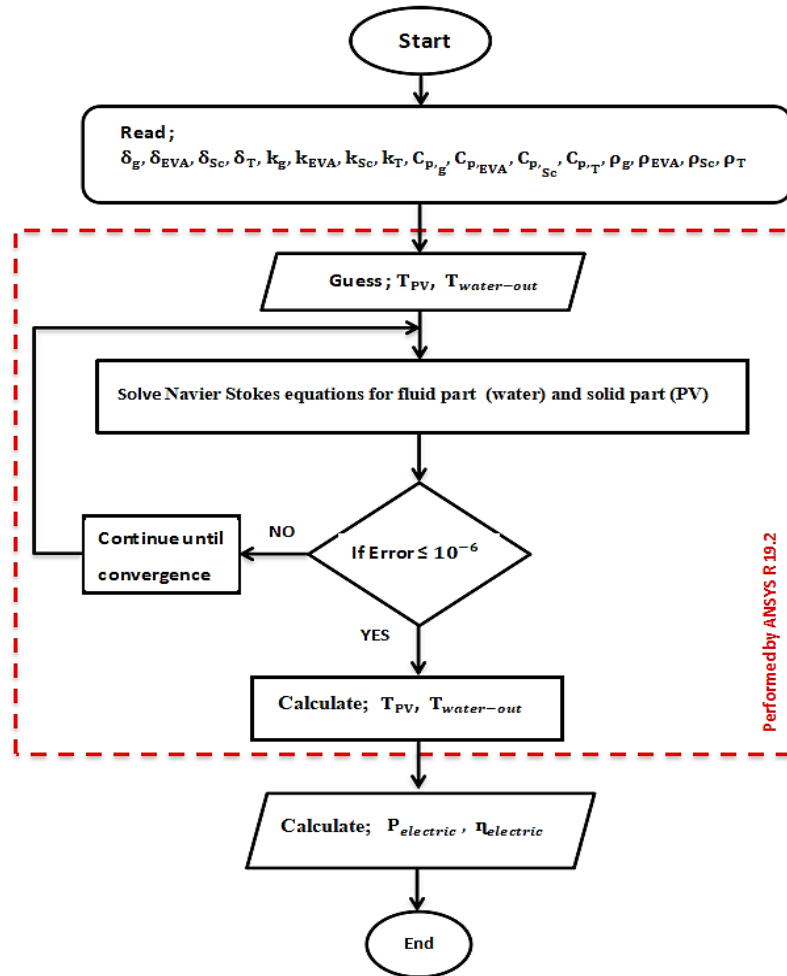 Start
Read ;
δg, δEVA, δSc, δT, kg, kEVA, kSc, kT, Cp,g, Cp,EVA, Cp,Sc, Cp,T, ρg, ρEVA, ρSc, ρT
Guess ; TPV, Twater−out
Solve Navier Stokes equations for fluid part (water) and solid part (PV)
If Error ≤ 10⁻⁶
NO
Continue until
convergence
YES
Calculate; TPV, Twater−out
Performed by ANSYS R 19.2
Calculate; Pelectric , ηelectric
End